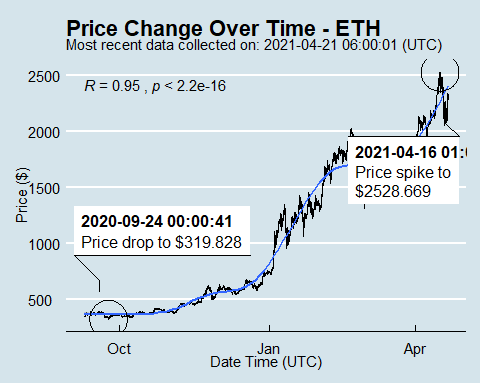 Price Change Over Time - ETH
Most recent data collected on: 2021-04-21 06:00:01 (UTC)
R = 0.95 , p < 2.2e-16
Price ($)
2500
2000
1500
1000
500
2021-04-16 01:0
Price spike to
$2528.669
2020-09-24 00:00:41
Price drop to $319.828
Oct
Jan
Apr
Date Time (UTC)